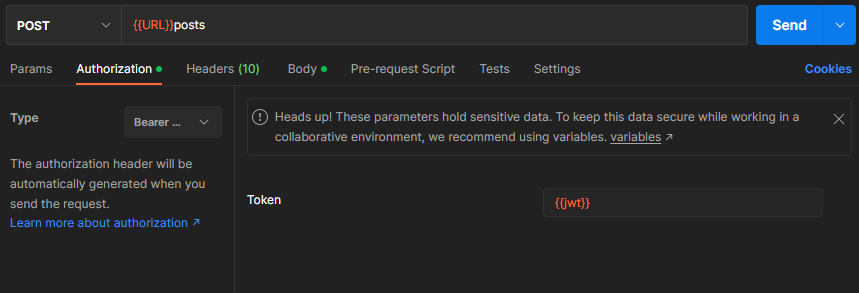 POST {{URL}}posts Send
Params Authorization Headers (10) Body Pre-request Script Tests Settings Cookies
Type Bearer ...
The authorization header will be
automatically generated when you
send the request.
Learn more about authorization ↗
Heads up! These parameters hold sensitive data. To keep this data secure while working in a
collaborative environment, we recommend using variables. variables ↗
Token {{jwt}}